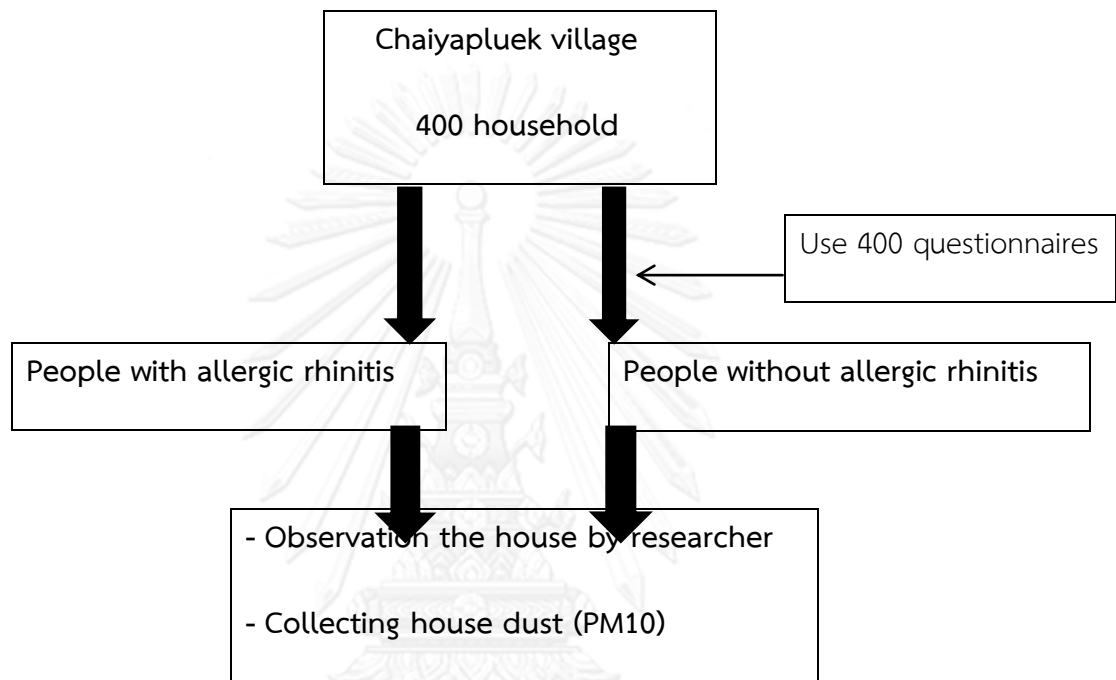 Chaiyapluek village
400 household
Use 400 questionnaires
People with allergic rhinitis
People without allergic rhinitis
- Observation the house by researcher
- Collecting house dust (PM10)